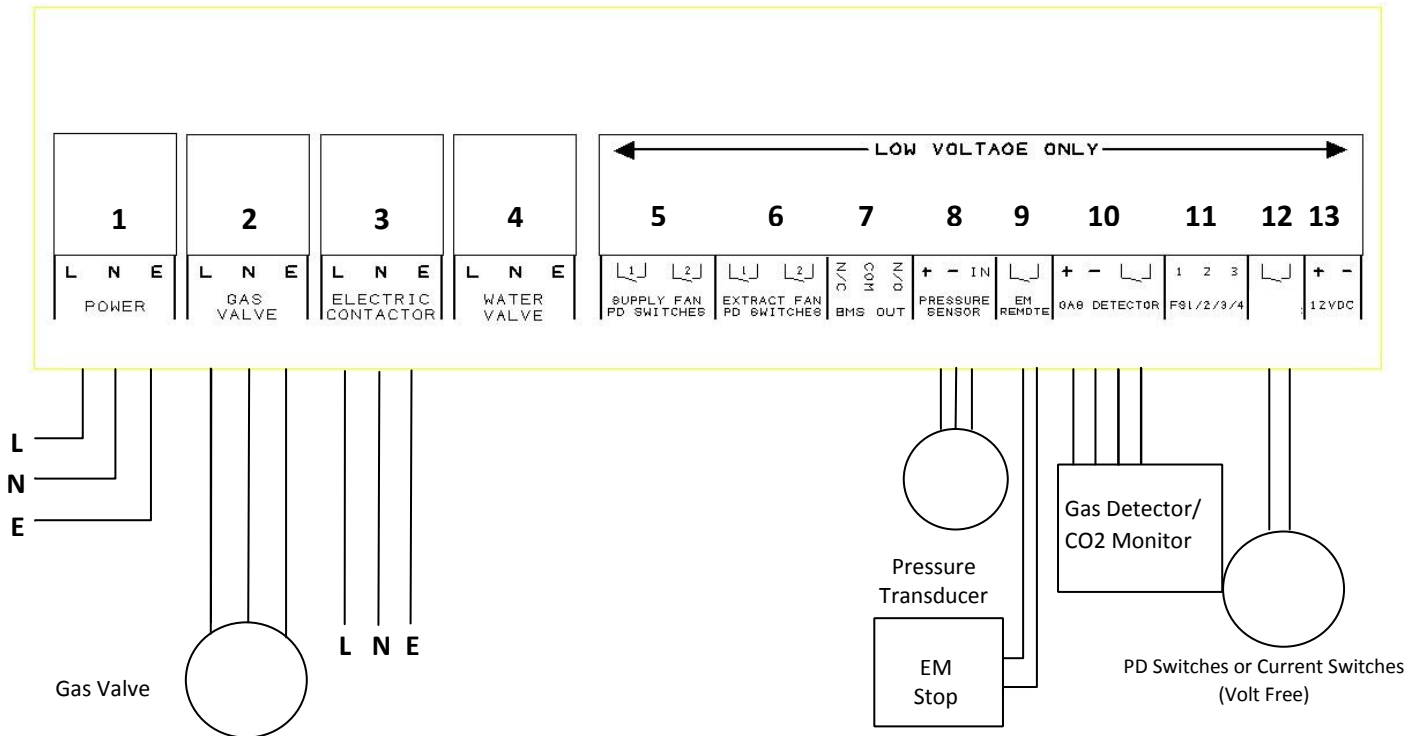 LOW VOLTAGE ONLY
1 2 3 4 5 6 7 8 9 10 11 12 13
L N E L N E L N E L N E 1 2 1 2 N/C COM N/O + - IN + - 1 2 3 + -
POWER
GAS VALVE
ELECTRIC CONTACTOR
WATER VALVE
SUPPLY FAN
PD SWITCHES
EXTRACT FAN
PD SWITCHES
BMS OUT
PRESSURE
SENSOR
EM
REMOTE
GAS DETECTOR
FS1/2/3/4
12VDC
L
N
E
L N E
Gas Valve
Pressure
Transducer
EM
Stop
Gas Detector/
CO2 Monitor
PD Switches or Current Switches
(Volt Free)